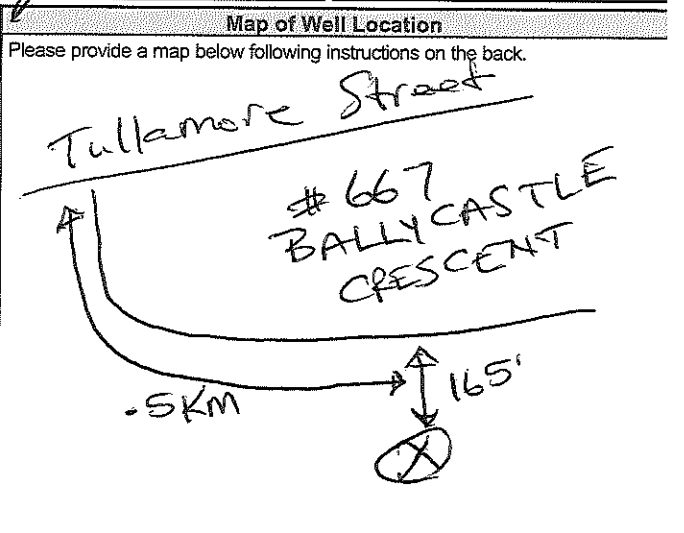 Map of Well Location
Please provide a map below following instructions on the back.
Tullamore Street
# 667
BALLYCASTLE
CRESCENT
165'
.5KM
X